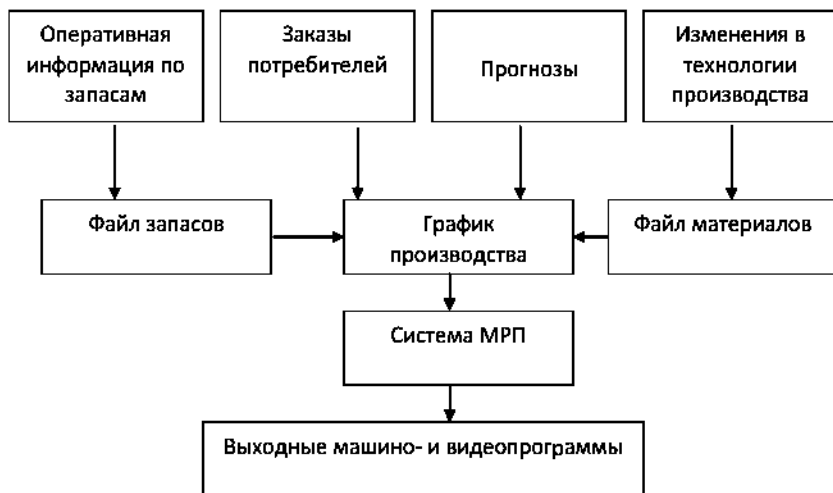 Оперативная
информация по
запасам
Заказы
потребителей
Прогнозы
Изменения в
технологии
производства
Файл запасов
График
производства
Файл материалов
Система МРП
Выходные машино- и видеопрограммы